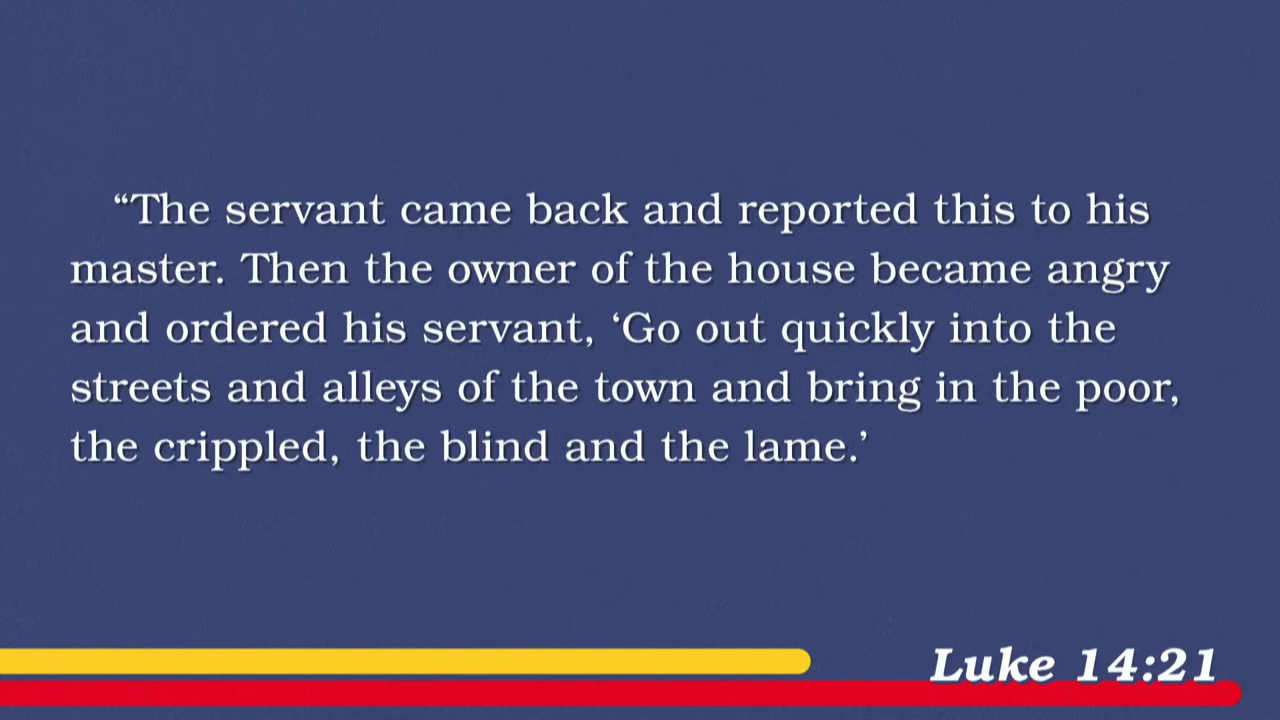 “The servant came back and reported this to his
master. Then the owner of the house became angry
and ordered his servant, ‘Go out quickly into the
streets and alleys of the town and bring in the poor,
the crippled, the blind and the lame.’
Luke 14:21